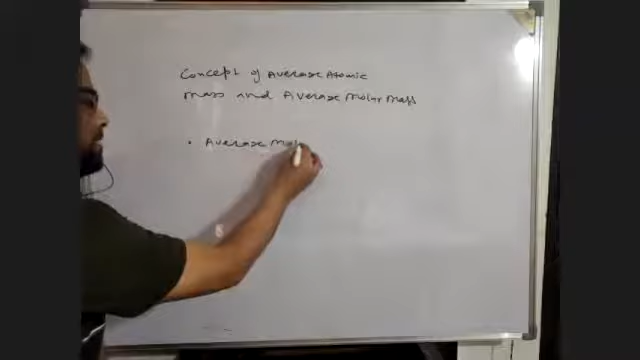 Concept of Average Atomic
mass and Average molar mass
• Average mol